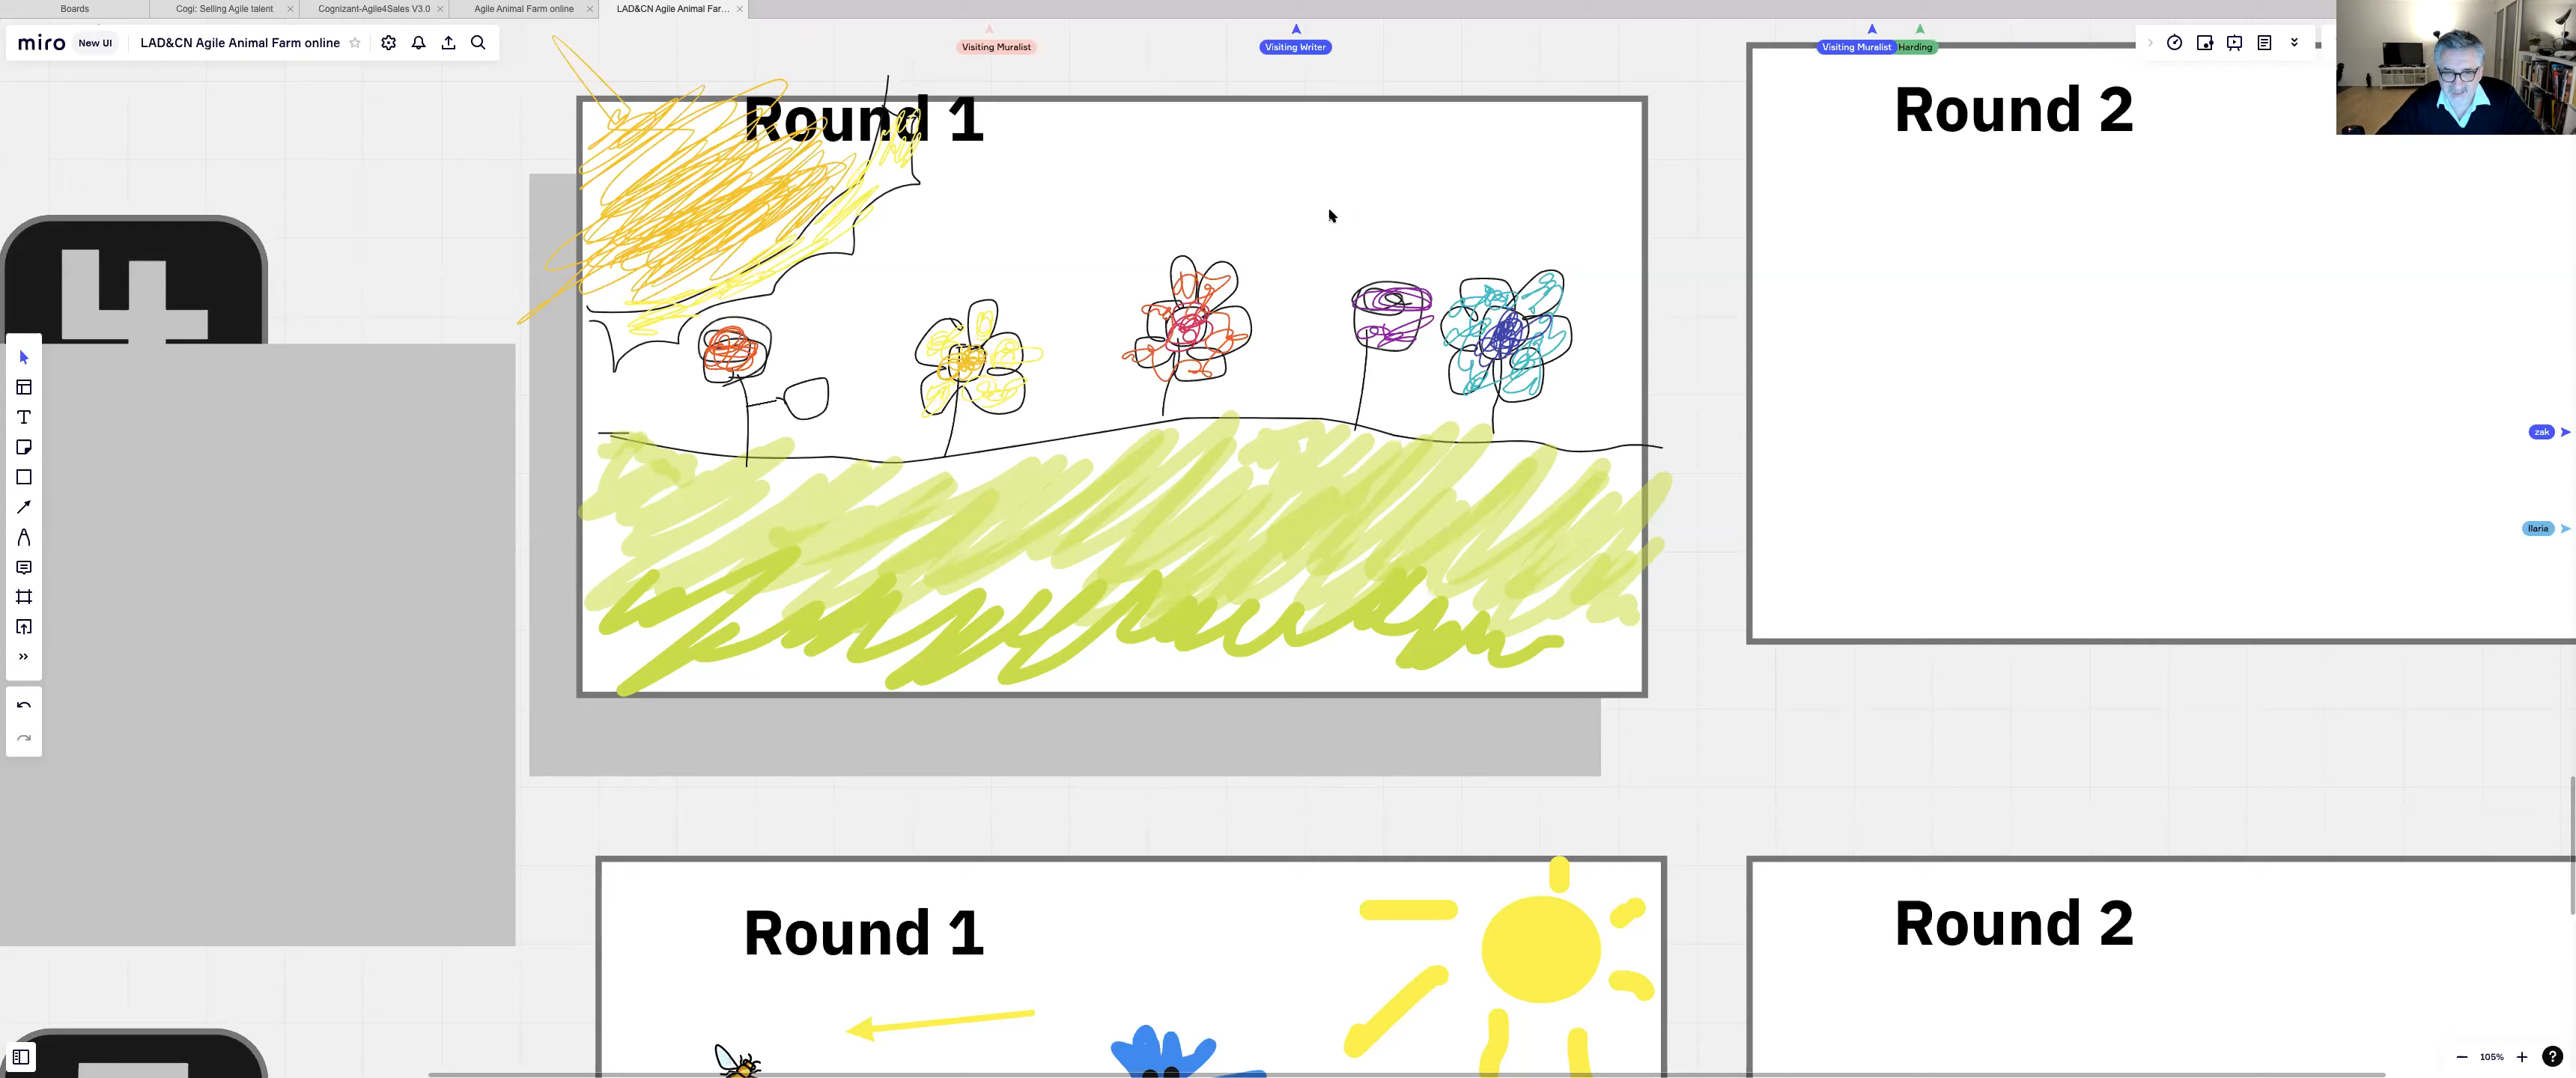 Boards
Cogi: Selling Agile talent
Cognizant-Agile4Sales V3.0
Agile Animal Farm online
LAD&CN Agile Animal Far...
miro
New UI
LAD&CN Agile Animal Farm online
Visiting Muralist
Visiting Writer
Visiting Muralist
Harding
Round 1
Round 2
4
zak
Ilaria
Round 1
Round 2
105%